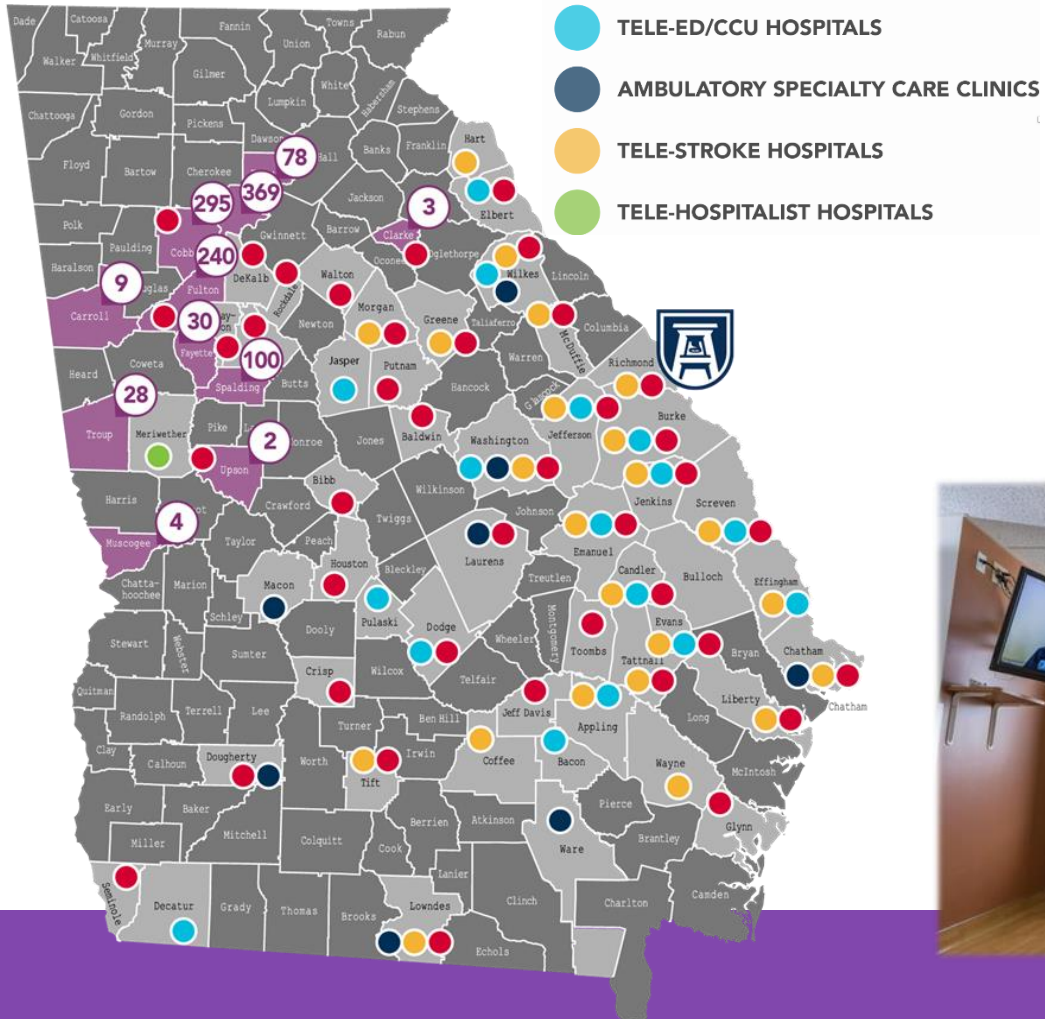 TELE-ED/CCU HOSPITALS
AMBULATORY SPECIALTY CARE CLINICS
TELE-STROKE HOSPITALS
TELE-HOSPITALIST HOSPITALS
Dade
Catoosa
Fannin
Towns
Rabun
Union
Murray
Whitfield
Walker
Gilmer
White
Habersham
Lumpkin
Stephens
Chattooga
Gordon
Pickens
Dawson
Banks
Franklin
Hart
78
Hall
Floyd
Bartow
Cherokee
369
Jackson
295
3
Elbert
Polk
Gwinnett
Barrow
Clarke
Paulding
Cobb
240
Oconee
Oglethorpe
Haralson
DeKalb
Walton
Wilkes
Lincoln
9
Fulton
Rockdale
Morgan
Carroll
30
Newton
Greene
Taliaferro
McDuffie
Columbia
Fayette
100
Warren
Richmond
Heard
Coweta
Jasper
Putnam
Spalding
Butts
Hancock
28
Burke
Troup
Meriwether
Pike
2
Jones
Baldwin
Washington
Jefferson
Upson
Bibb
Wilkinson
Jenkins
Screven
Harris
Crawford
Johnson
4
Twiggs
Muscogee
Taylor
Peach
Emanuel
Laurens
Houston
Bleckley
Candler
Bulloch
Chatta-
hoochee
Marion
Macon
Treutlen
Effingham
Schley
Pulaski
Montgomery
Evans
Dooly
Dodge
Wheeler
Toombs
Stewart
Webster
Sumter
Wilcox
Tattnall
Bryan
Chatham
Crisp
Telfair
Quitman
Chatham
Randolph
Terrell
Lee
Jeff Davis
Liberty
Turner
Ben Hill
Appling
Long
Clay
Calhoun
Dougherty
Worth
Irwin
Coffee
Bacon
Wayne
Tift
McIntosh
Early
Baker
Berrien
Atkinson
Pierce
Glynn
Mitchell
Colquitt
Miller
Cook
Ware
Brantley
Lanier
Seminole
Decatur
Grady
Thomas
Brooks
Lowndes
Clinch
Charlton
Camden
Echols